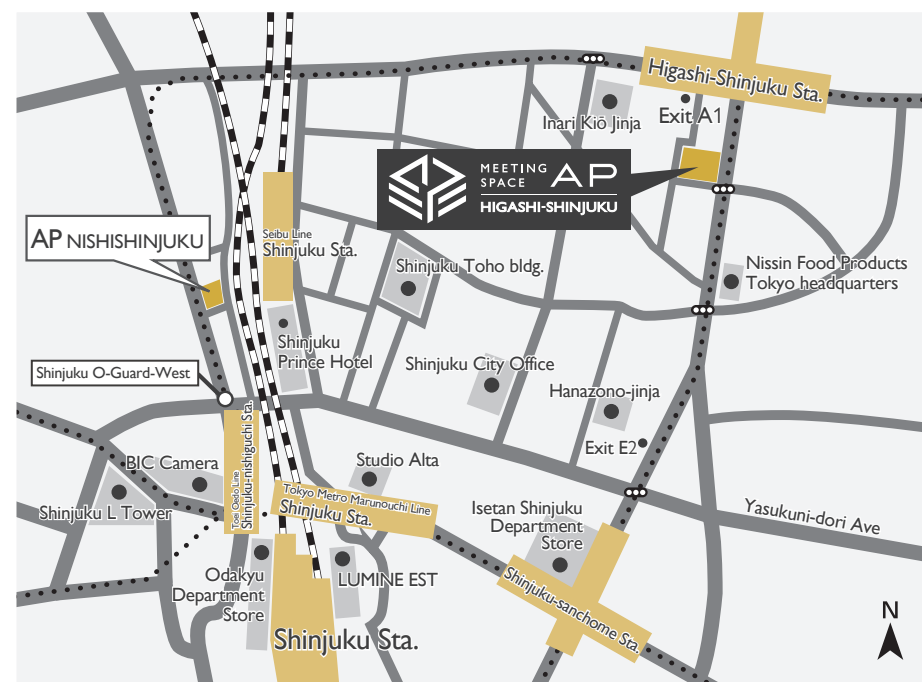 Higashi-Shinjuku Sta.
Inari Kiō Jinja
Exit A1
MEETING
SPACE
AP
HIGASHI-SHINJUKU
AP NISHISHINJUKU
Seibu Line
Shinjuku Sta.
Shinjuku Toho bldg.
Nissin Food Products
Tokyo headquarters
Shinjuku
Prince Hotel
Shinjuku O-Guard-West
Shinjuku City Office
Hanazono-jinja
Exit E2
Toei Oedo Line
Shinjuku-nishiguchi Sta.
BIC Camera
Studio Alta
Shinjuku L Tower
Tokyo Metro Marunouchi Line
Shinjuku Sta.
Isetan Shinjuku
Department
Store
Yasukuni-dori Ave
Odakyu
Department
Store
LUMINE EST
Shinjuku-sanchome Sta.
Shinjuku Sta.
N